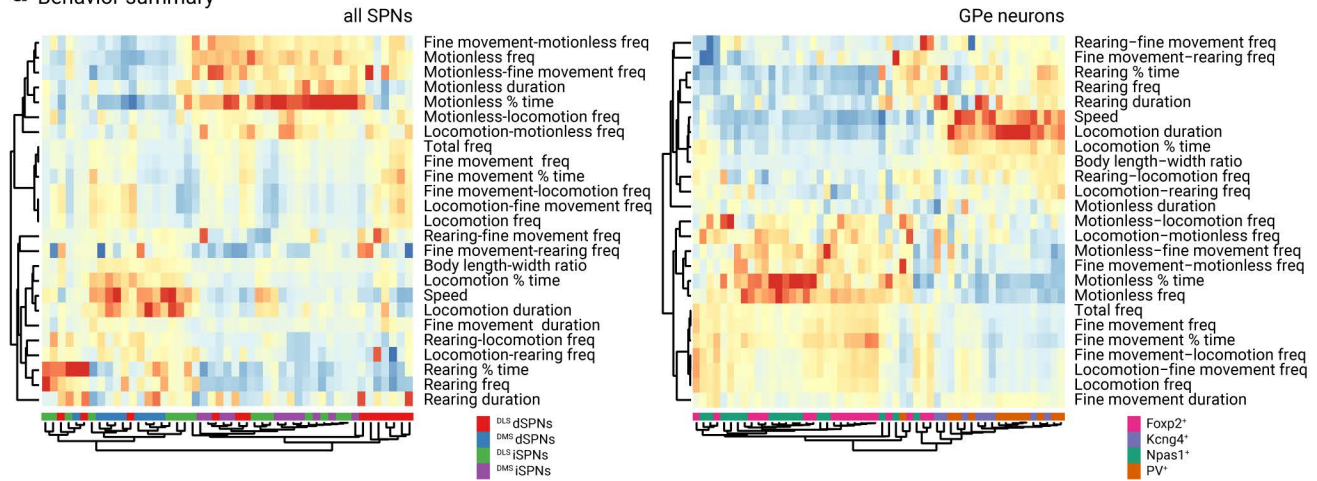 Behavior summary
all SPNs
Fine movement-motionless freq
Motionless freq
Motionless-fine movement freq
Motionless duration
Motionless % time
Motionless-locomotion freq
Locomotion-motionless freq
Total freq
Fine movement freq
Fine movement % time
Fine movement-locomotion freq
Locomotion-fine movement freq
Locomotion freq
Rearing-fine movement freq
Fine movement-rearing freq
Body length-width ratio
Locomotion % time
Speed
Locomotion duration
Fine movement duration
Rearing-locomotion freq
Locomotion-rearing freq
Rearing % time
Rearing freq
Rearing duration
DLS dSPNs
DMS dSPNs
DLS iSPNs
DMS iSPNs
GPe neurons
Rearing−fine movement freq
Fine movement−rearing freq
Rearing % time
Rearing freq
Rearing duration
Speed
Locomotion duration
Locomotion % time
Body length−width ratio
Rearing−locomotion freq
Locomotion−rearing freq
Motionless duration
Motionless−locomotion freq
Locomotion−motionless freq
Motionless−fine movement freq
Fine movement−motionless freq
Motionless % time
Motionless freq
Total freq
Fine movement freq
Fine movement % time
Fine movement−locomotion freq
Locomotion−fine movement freq
Locomotion freq
Fine movement duration
Foxp2⁺
Kcng4⁺
Npas1⁺
PV⁺